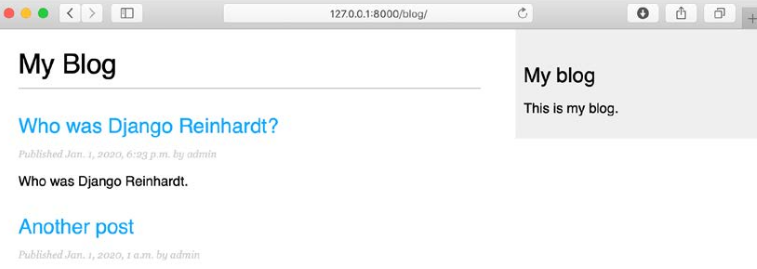 127.0.0.1:8000/blog/
My Blog
Who was Django Reinhardt?
Published Jan. 1, 2020, 6:23 p.m. by admin
Who was Django Reinhardt.
Another post
Published Jan. 1, 2020, 1 a.m. by admin
My blog
This is my blog.